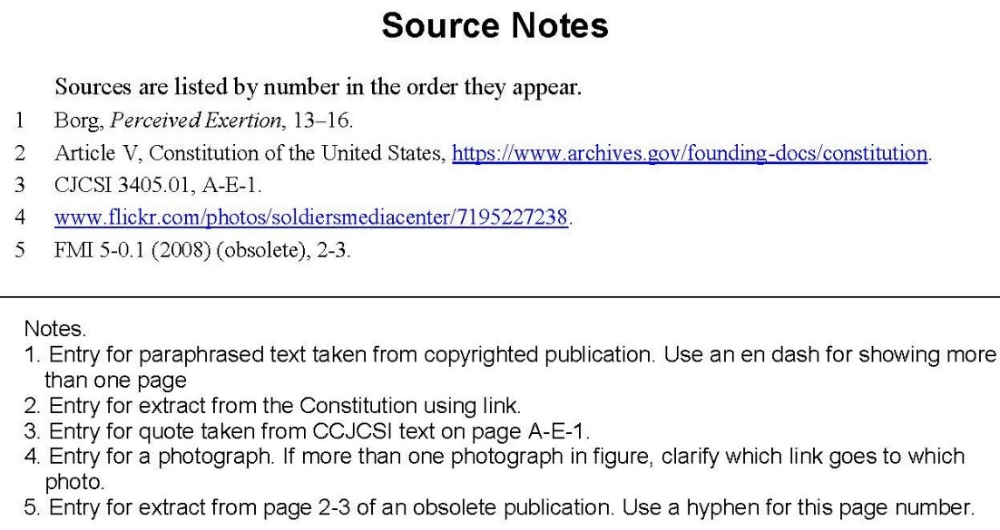 Source Notes
Sources are listed by number in the order they appear.
1 Borg, Perceived Exertion, 13–16.
2 Article V, Constitution of the United States, https://www.archives.gov/founding-docs/constitution.
3 CJCSI 3405.01, A-E-1.
4 www.flickr.com/photos/soldiersmediacenter/7195227238.
5 FMI 5-0.1 (2008) (obsolete), 2-3.
Notes.
1. Entry for paraphrased text taken from copyrighted publication. Use an en dash for showing more
than one page
2. Entry for extract from the Constitution using link.
3. Entry for quote taken from CCJCSI text on page A-E-1.
4. Entry for a photograph. If more than one photograph in figure, clarify which link goes to which
photo.
5. Entry for extract from page 2-3 of an obsolete publication. Use a hyphen for this page number.